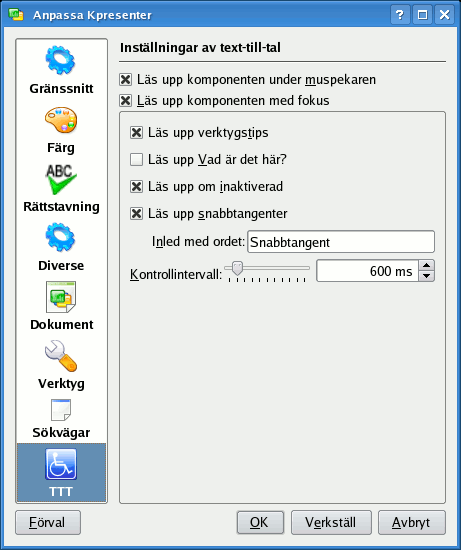 Anpassa Kpresenter
Gränssnitt
Färg
ABC
Rättstavning
Diverse
Dokument
Verktyg
Sökvägar
TTT
Inställningar av text-till-tal
Läs upp komponenten under muspekaren
Läs upp komponenten med fokus
Läs upp verktygstips
Läs upp Vad är det här?
Läs upp om inaktiverad
Läs upp snabbtangenter
Inled med ordet: Snabbtangent
Kontrollintervall: 600 ms
Förval OK Verkställ Avbryt